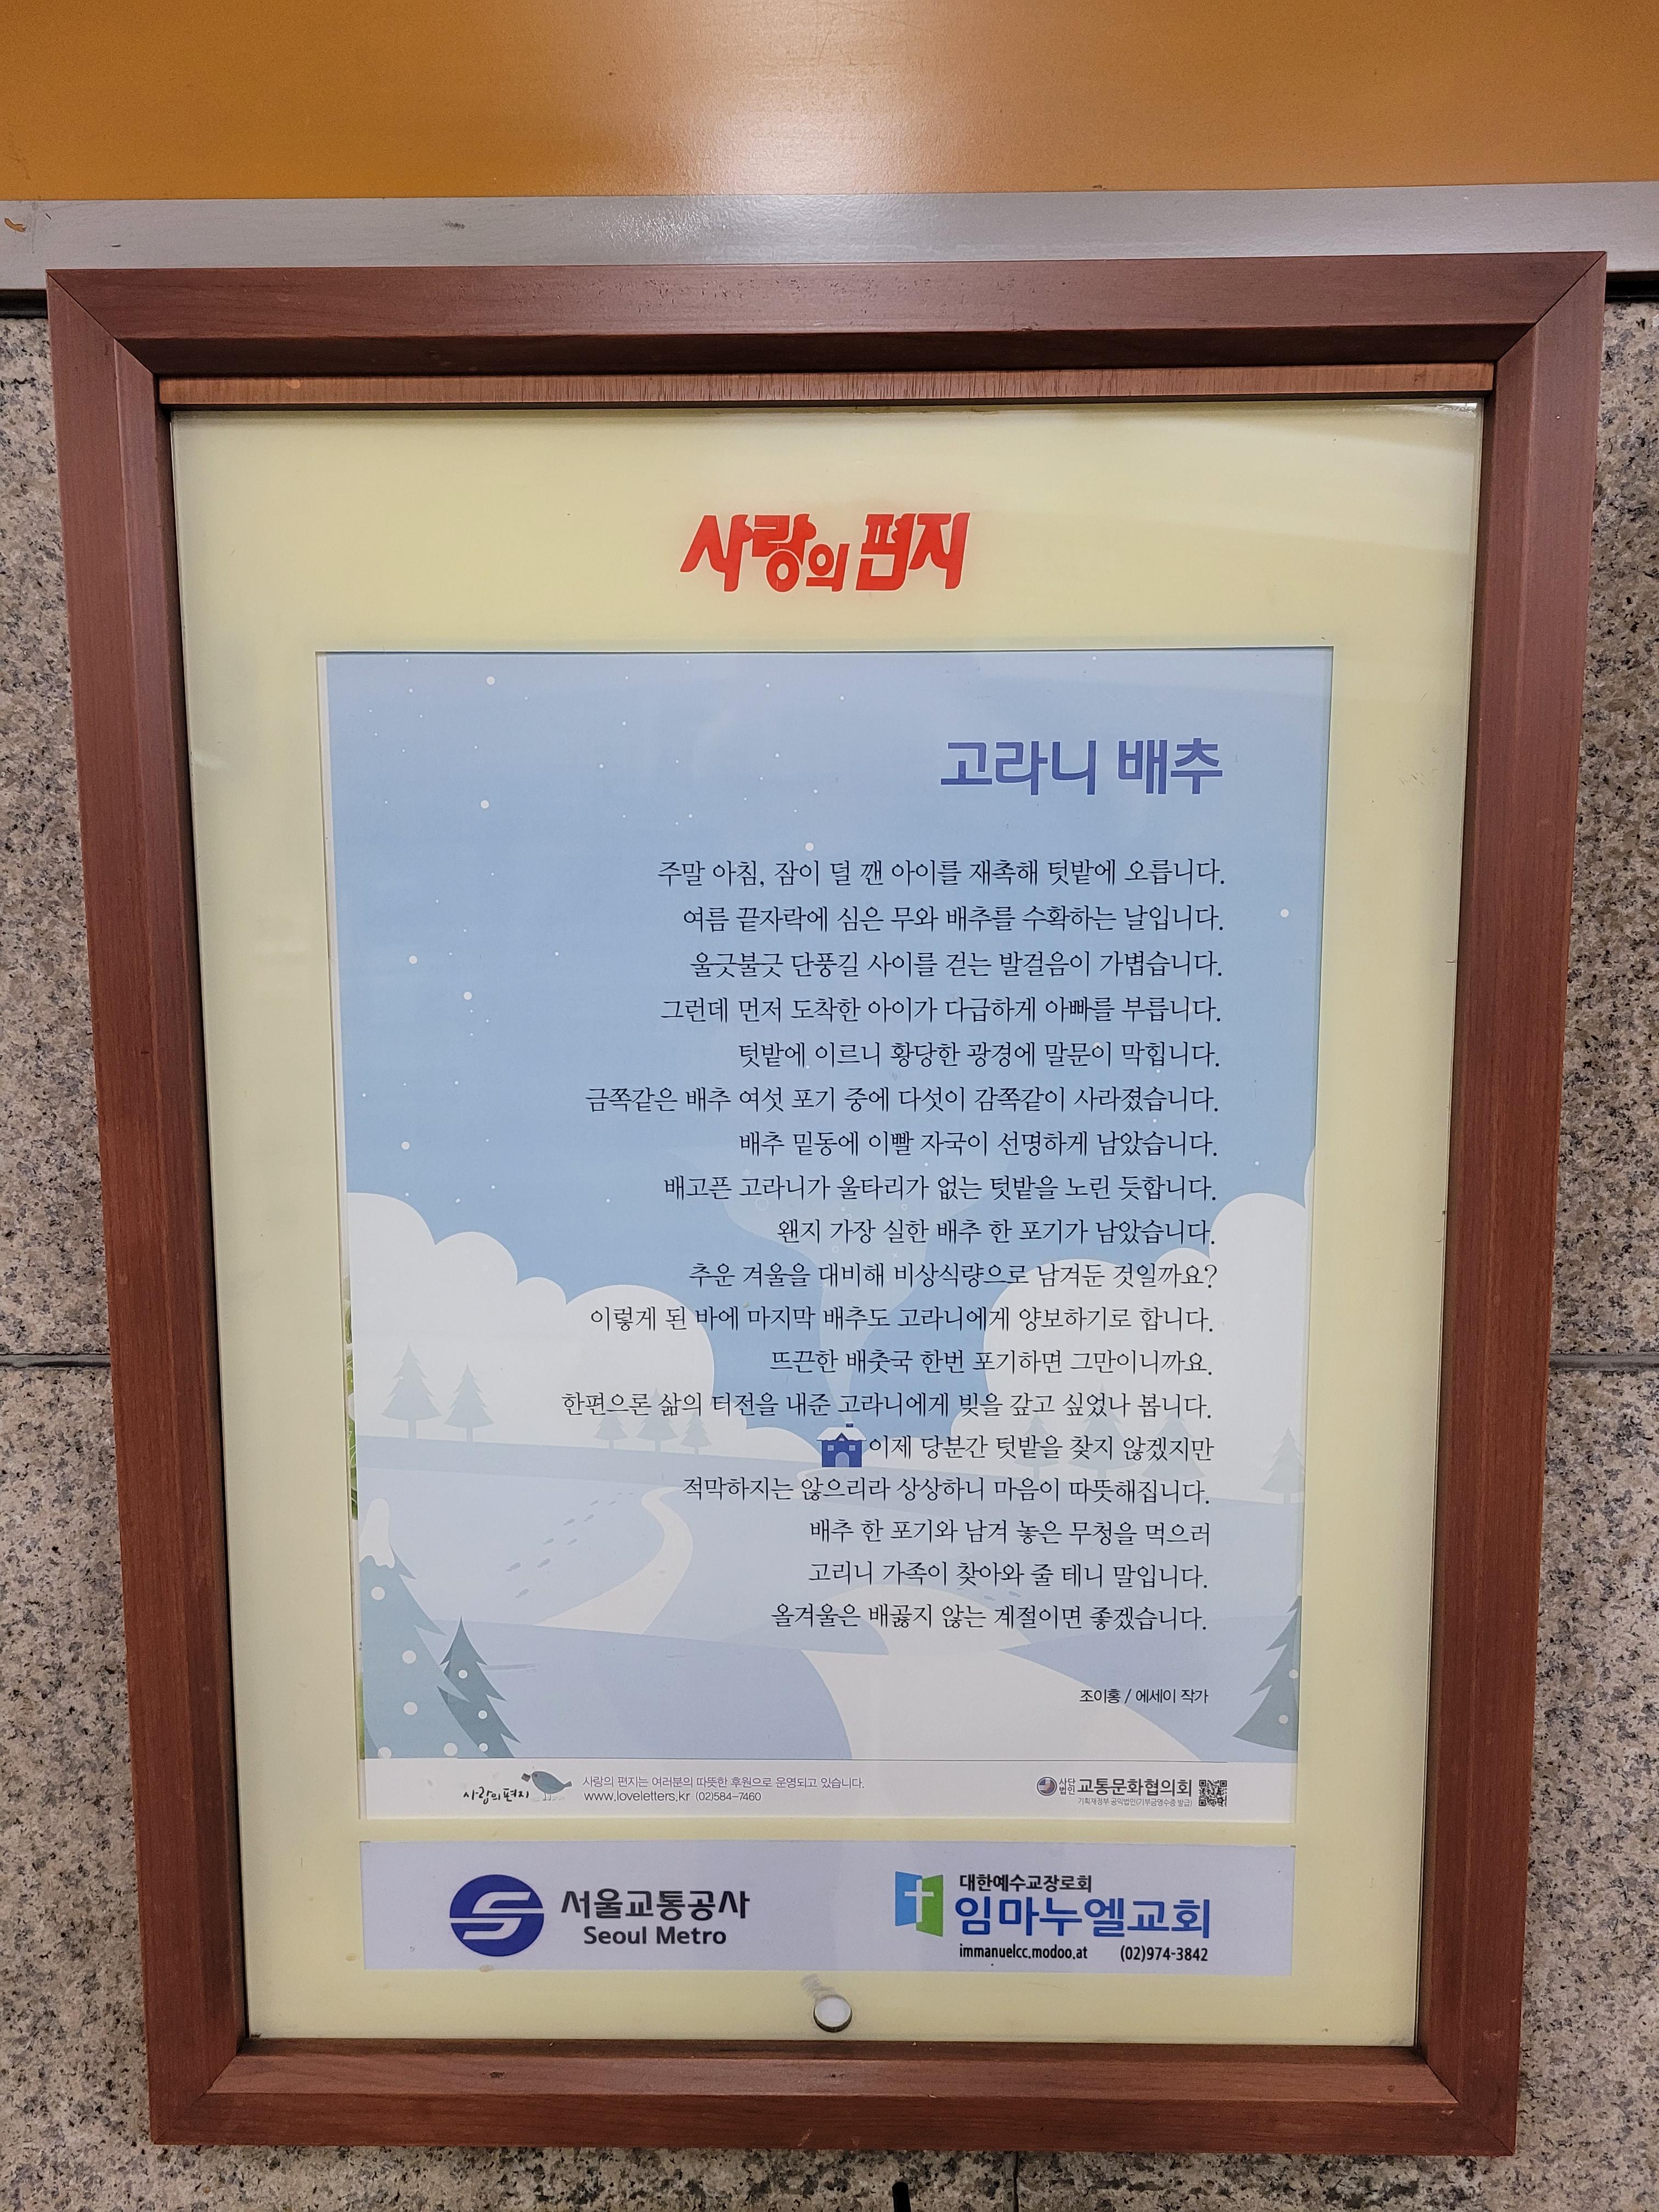 사랑의 편지
고라니 배추
주말 아침, 잠이 덜 깬 아이를 재촉해 텃밭에 오릅니다.
여름 끝자락에 심은 무와 배추를 수확하는 날입니다.
울긋불긋 단풍길 사이를 걷는 발걸음이 가볍습니다.
그런데 먼저 도착한 아이가 다급하게 아빠를 부릅니다.
텃밭에 이르니 황당한 광경에 말문이 막힙니다.
금쪽같은 배추 여섯 포기 중에 다섯이 감쪽같이 사라졌습니다.
배추 밑동에 이빨 자국이 선명하게 남았습니다.
배고픈 고라니가 울타리가 없는 텃밭을 노린 듯합니다.
왠지 가장 실한 배추 한 포기가 남았습니다.
추운 겨울을 대비해 비상식량으로 남겨둔 것일까요?
이렇게 된 바에 마지막 배추도 고라니에게 양보하기로 합니다.
뜨끈한 배춧국 한번 포기하면 그만이니까요.
한편으론 삶의 터전을 내준 고라니에게 빚을 갚고 싶었나 봅니다.
이제 당분간 텃밭을 찾지 않겠지만
적막하지는 않으리라 상상하니 마음이 따뜻해집니다.
배추 한 포기와 남겨 놓은 무청을 먹으러
고리니 가족이 찾아와 줄 테니 말입니다.
올겨울은 배곯지 않는 계절이면 좋겠습니다.
조이홍 / 에세이 작가
사랑의 편지
사랑의 편지는 여러분의 따뜻한 후원으로 운영되고 있습니다.
www.loveletters.kr (02)584-7460
사단법인 교통문화협의회
기획재정부 공익법인(기부금영수증 발급)
서울교통공사
Seoul Metro
대한예수교장로회
임마누엘교회
immanuelcc.modoo.at (02)974-3842